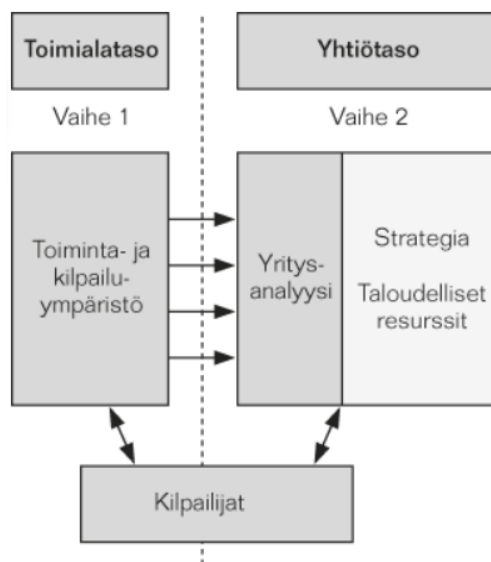 Toimialataso
Yhtiötaso
Vaihe 1
Vaihe 2
Toiminta- ja
kilpailu-
ympäristö
Yritys-
analyysi
Strategia
Taloudelliset
resurssit
Kilpailijat